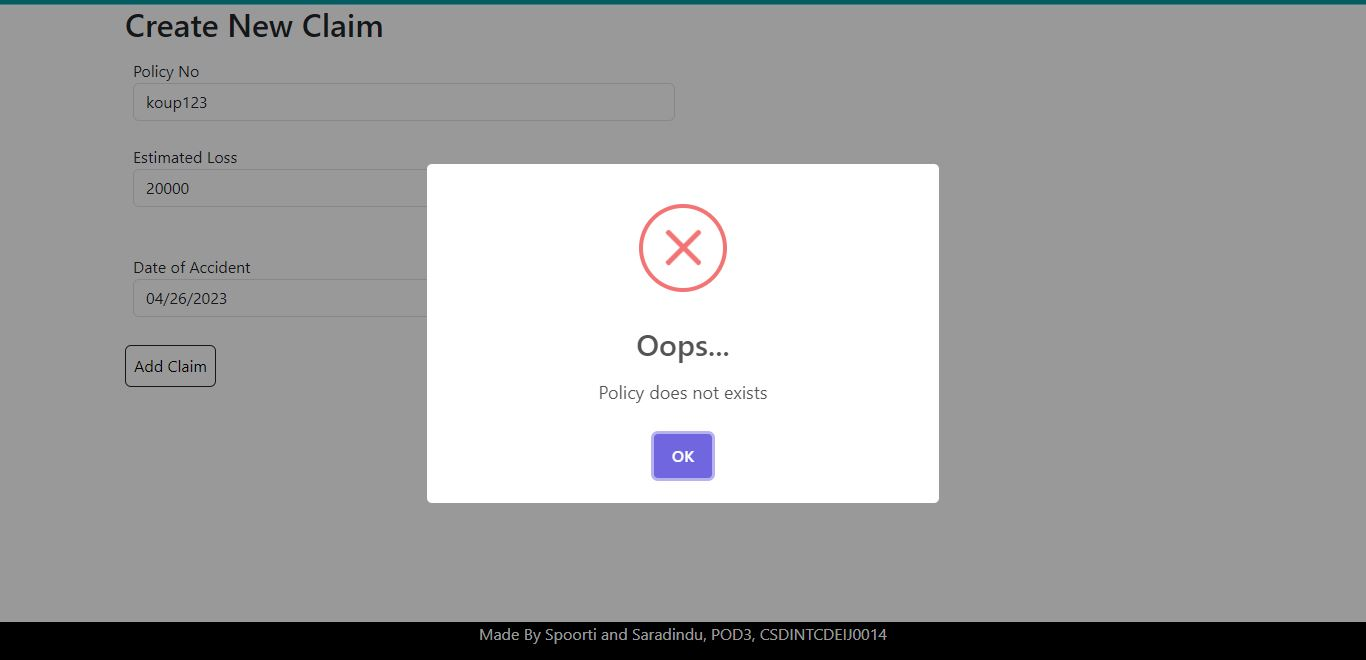 Create New Claim
Policy No
koup123
Estimated Loss
20000
Date of Accident
04/26/2023
Add Claim
Oops...
Policy does not exists
OK
Made By Spoorti and Saradindu, POD3, CSDINTCDEIJ0014